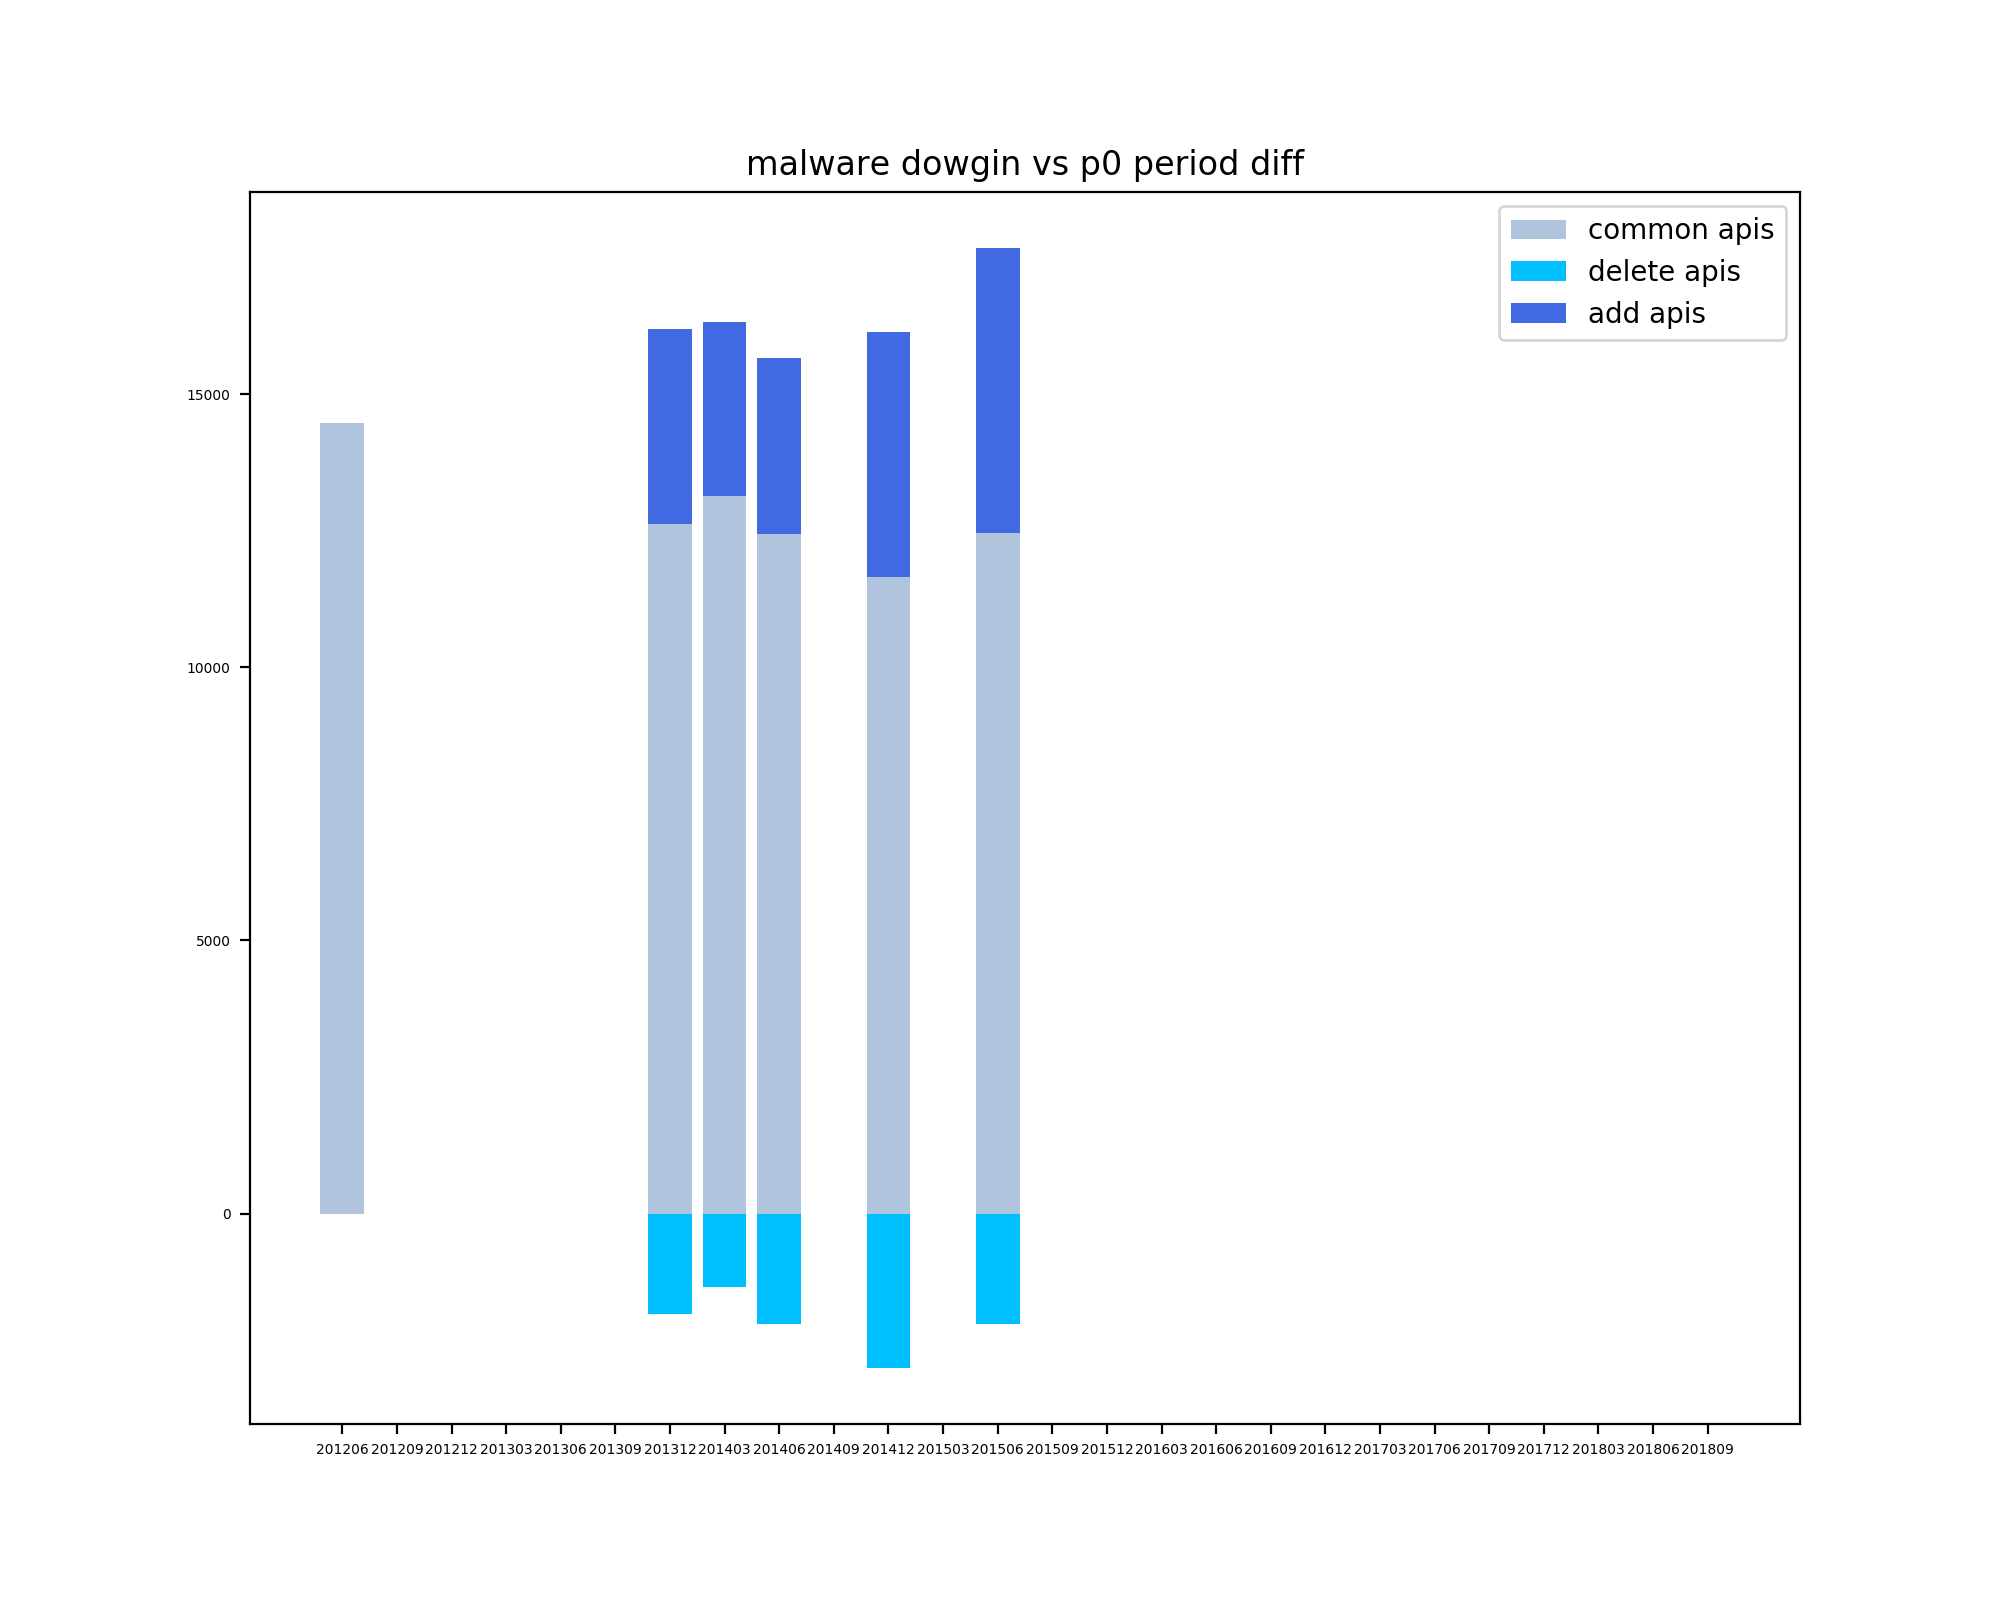 malware dowgin vs p0 period diff
common apis
delete apis
add apis
15000
10000
5000
0
201206 201209 201212 201303 201306 201309 201312 201403 201406 201409 201412 201503 201506 201509 201512 201603 201606 201609 201612 201703 201706 201709 201712 201803 201806 201809